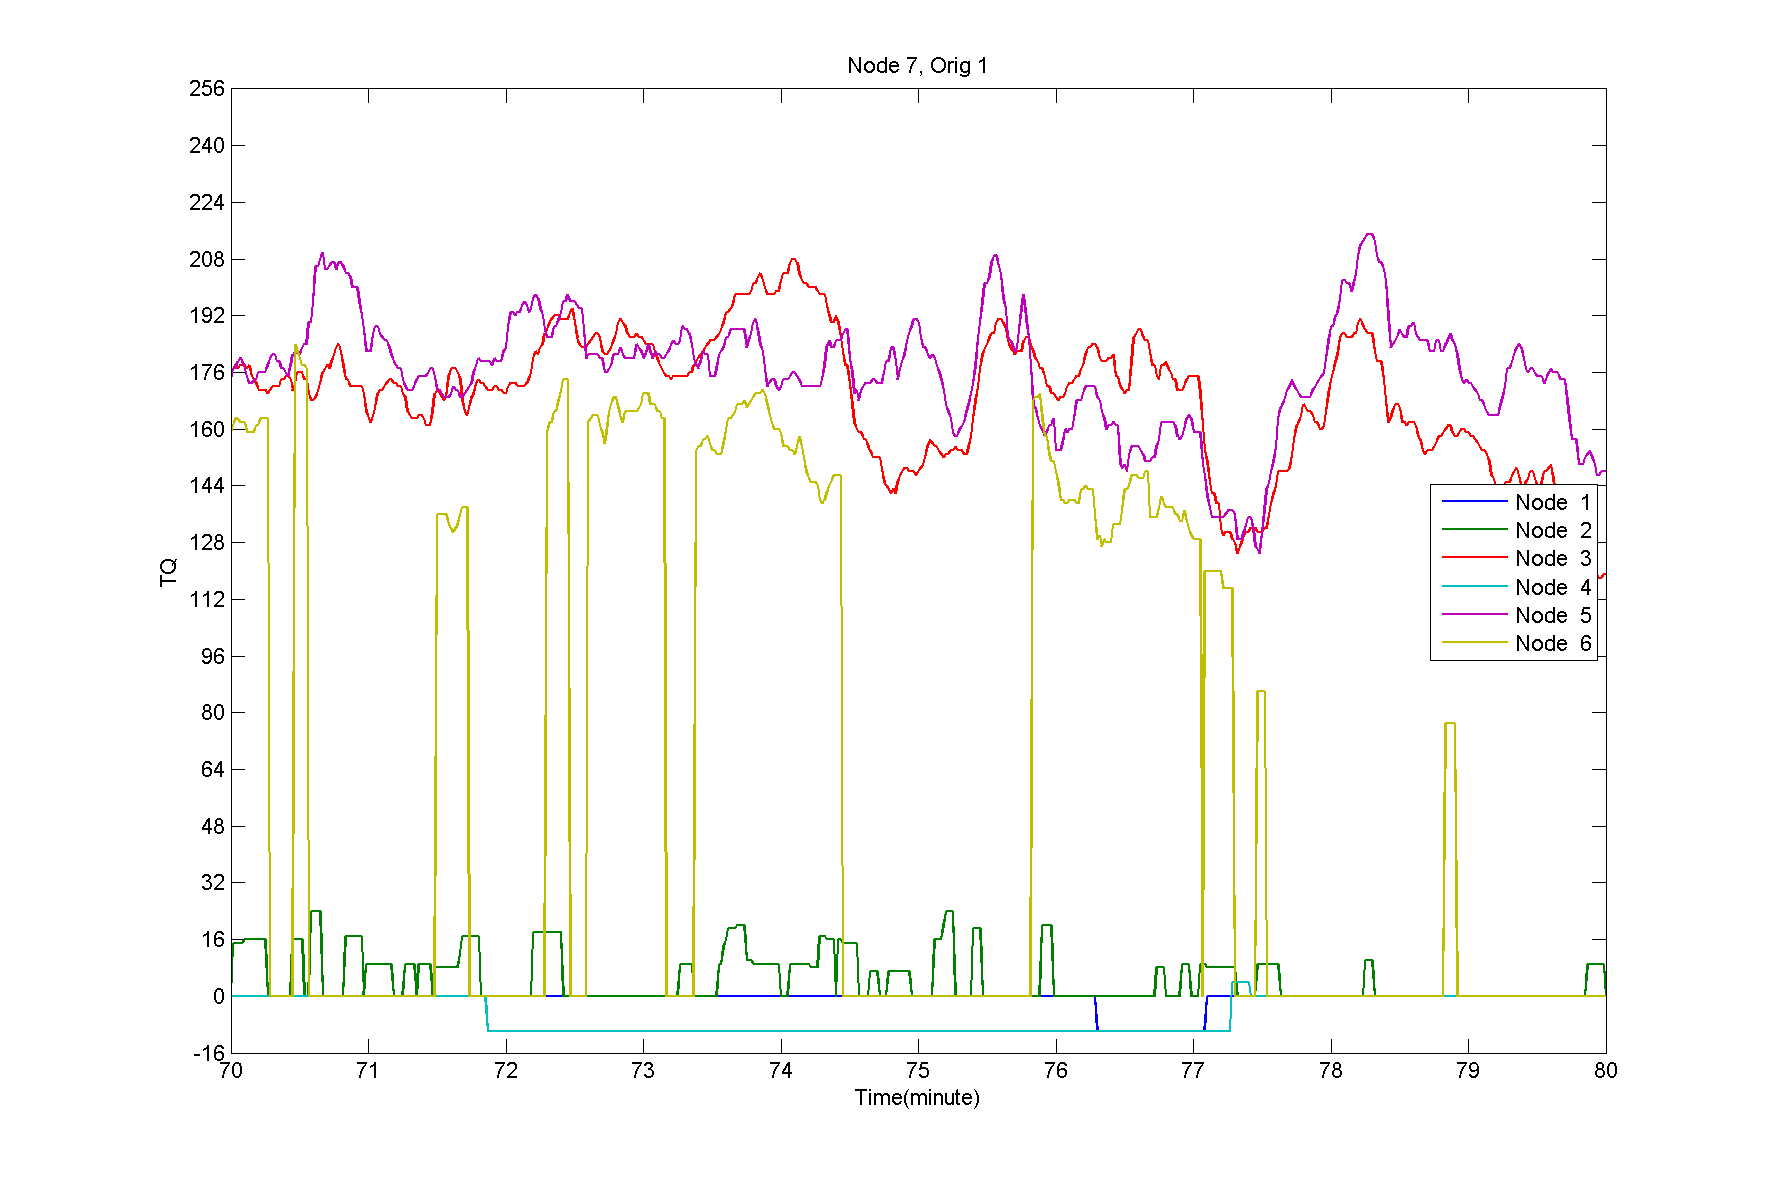 Node 7, Orig 1
256
240
224
208
192
176
160
144
128
112
96
80
64
48
32
16
0
-16
TQ
Node 1
Node 2
Node 3
Node 4
Node 5
Node 6
70 71 72 73 74 75 76 77 78 79 80
Time(minute)